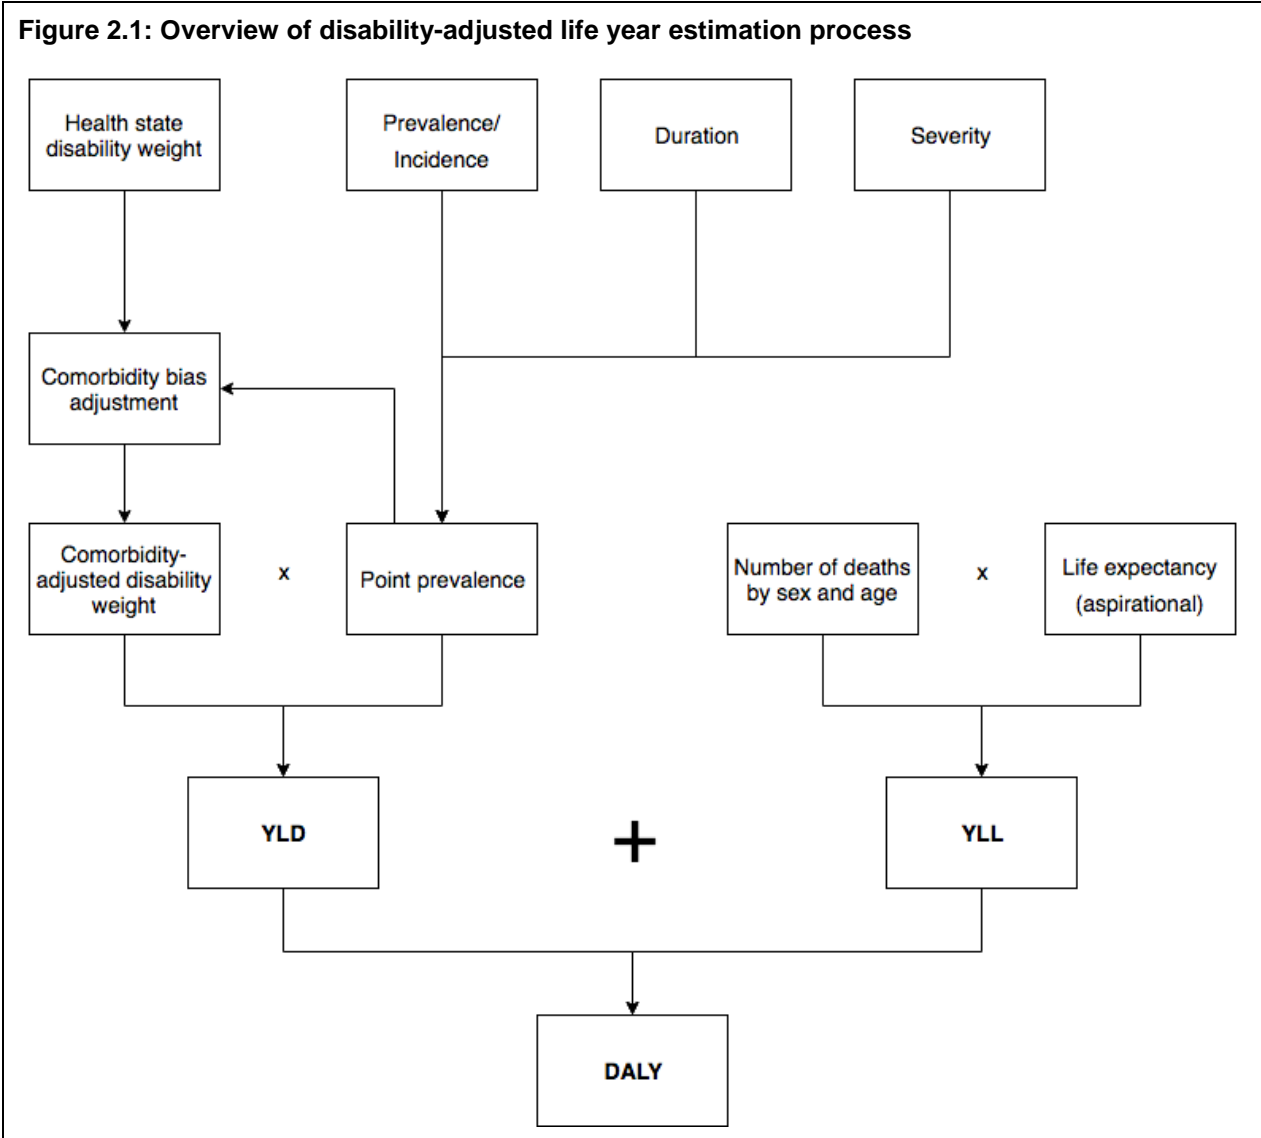 Figure 2.1: Overview of disability-adjusted life year estimation process
Health state
disability weight
Prevalence/
Incidence
Duration
Severity
Comorbidity bias
adjustment
Comorbidity-
adjusted disability
weight
x
Point prevalence
Number of deaths
by sex and age
x
Life expectancy
(aspirational)
YLD
+
YLL
DALY